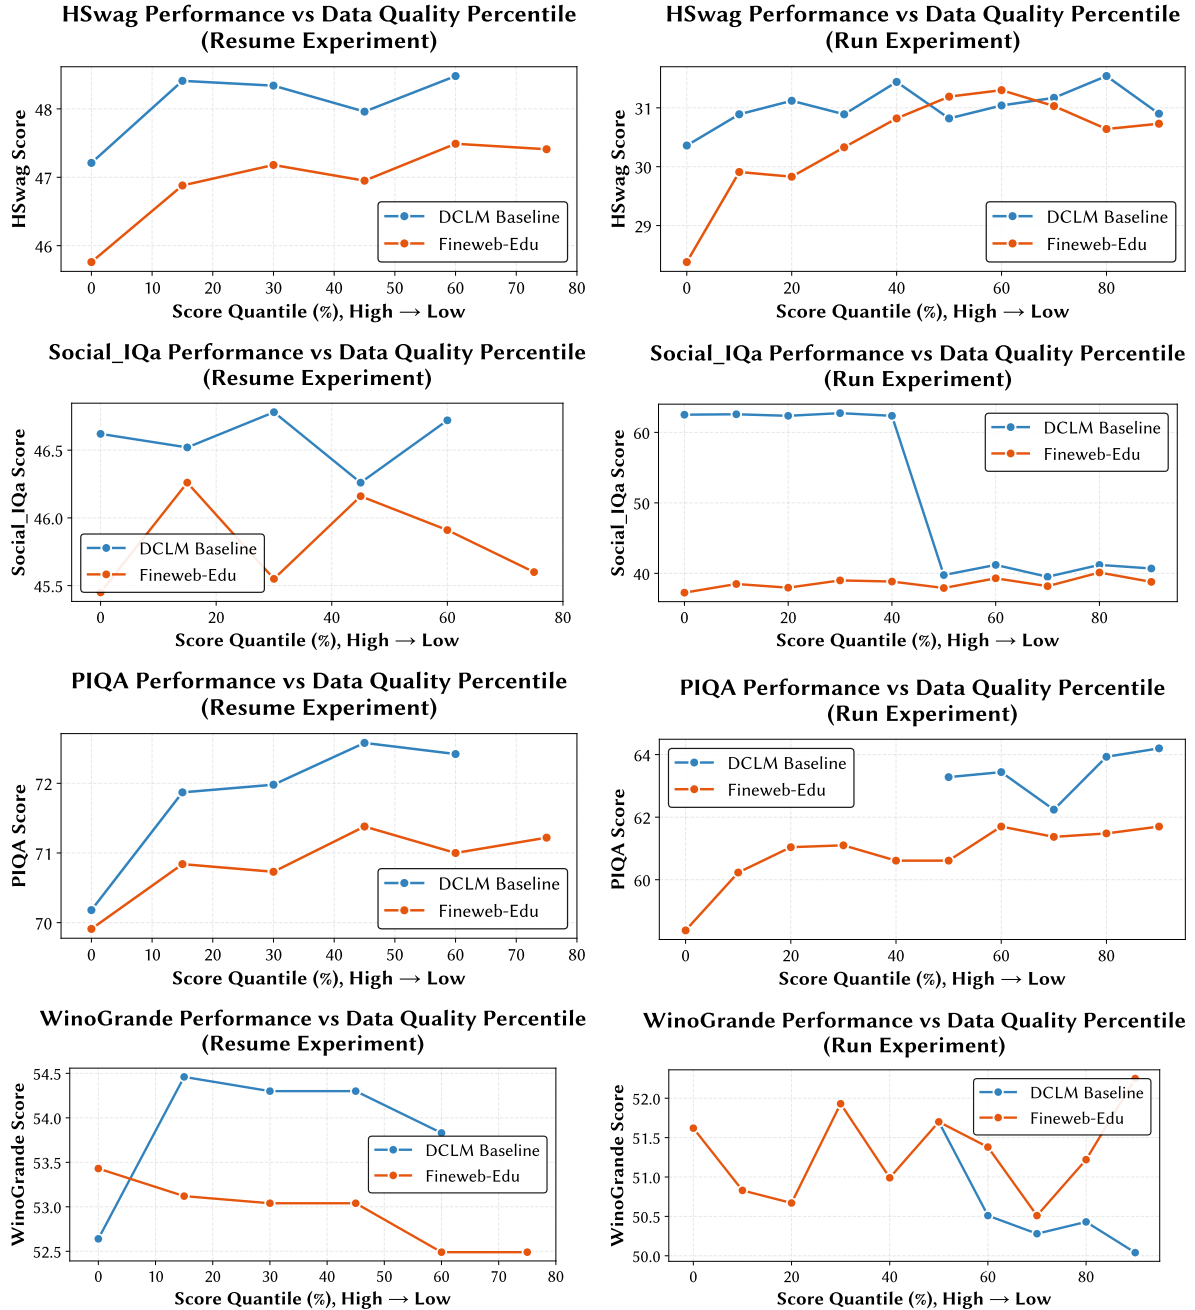 HSwag Performance vs Data Quality Percentile
(Resume Experiment)
HSwag Score
48
47
46
DCLM Baseline
Fineweb-Edu
0 10 20 30 40 50 60 70 80
Score Quantile (%), High → Low
HSwag Performance vs Data Quality Percentile
(Run Experiment)
HSwag Score
31
30
29
DCLM Baseline
Fineweb-Edu
0 20 40 60 80
Score Quantile (%), High → Low
Social_IQa Performance vs Data Quality Percentile
(Resume Experiment)
Social_IQa Score
46.5
46.0
45.5
DCLM Baseline
Fineweb-Edu
0 20 40 60 80
Score Quantile (%), High → Low
Social_IQa Performance vs Data Quality Percentile
(Run Experiment)
Social_IQa Score
60
50
40
DCLM Baseline
Fineweb-Edu
0 20 40 60 80
Score Quantile (%), High → Low
PIQA Performance vs Data Quality Percentile
(Resume Experiment)
PIQA Score
72
71
70
DCLM Baseline
Fineweb-Edu
0 10 20 30 40 50 60 70 80
Score Quantile (%), High → Low
PIQA Performance vs Data Quality Percentile
(Run Experiment)
PIQA Score
64
62
60
DCLM Baseline
Fineweb-Edu
0 20 40 60 80
Score Quantile (%), High → Low
WinoGrande Performance vs Data Quality Percentile
(Resume Experiment)
WinoGrande Score
54.5
54.0
53.5
53.0
52.5
DCLM Baseline
Fineweb-Edu
0 10 20 30 40 50 60 70 80
Score Quantile (%), High → Low
WinoGrande Performance vs Data Quality Percentile
(Run Experiment)
WinoGrande Score
52.0
51.5
51.0
50.5
50.0
DCLM Baseline
Fineweb-Edu
0 20 40 60 80
Score Quantile (%), High → Low